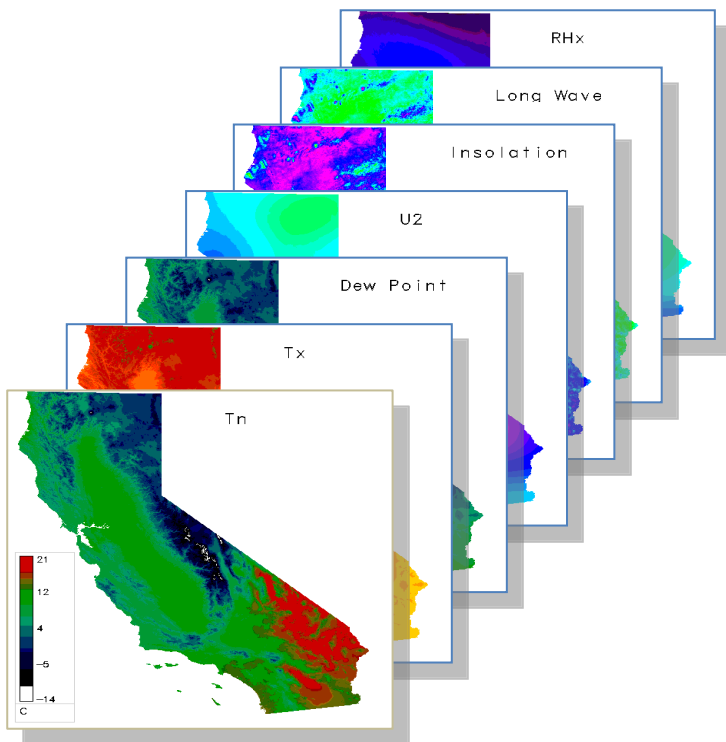 RHx
Long Wave
Insolation
U2
Dew Point
Tx
Tn
21
12
4
−5
−14
C